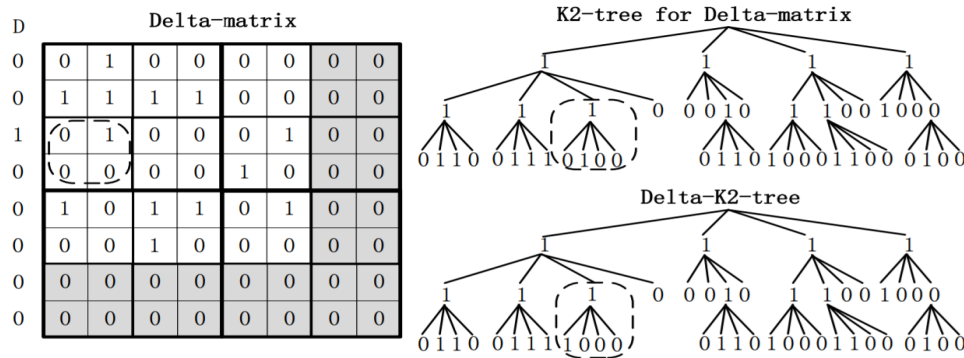 D
Delta-matrix
0 0 1 0 0 0 0 0 0
0 1 1 1 1 0 0 0 0
1 0 1 0 0 0 1 0 0
0 0 0 0 0 1 0 0 0
0 1 0 1 1 0 1 0 0
0 0 0 1 0 0 0 0 0
0 0 0 0 0 0 0 0 0
0 0 0 0 0 0 0 0 0
K2-tree for Delta-matrix
1 1 1 1
1 1 1 0 0 0 1 0 1 1 0 0 1 0 0 0
0 1 1 0 0 1 1 1 0 1 0 0 0 1 1 0 1 0 0 0 1 1 0 0 0 1 0 0
Delta-K2-tree
1 1 1 1
1 1 1 0 0 0 1 0 1 1 0 0 1 0 0 0
0 1 1 0 0 1 1 1 1 0 0 0 0 1 1 0 1 0 0 0 1 1 0 0 0 1 0 0